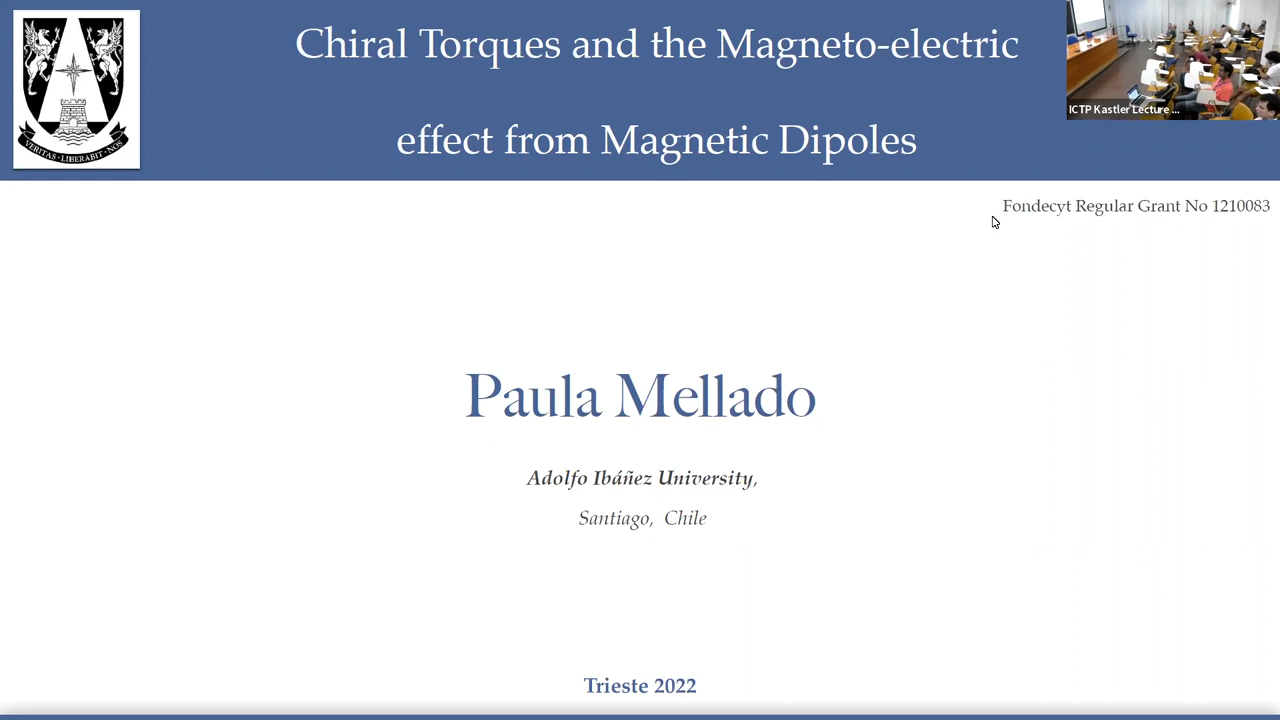 Chiral Torques and the Magneto-electric
effect from Magnetic Dipoles
VERITAS · LIBERABIT · NOS
ICTP Kastler Lecture ...
Fondecyt Regular Grant No 1210083
Paula Mellado
Adolfo Ibáñez University,
Santiago, Chile
Trieste 2022